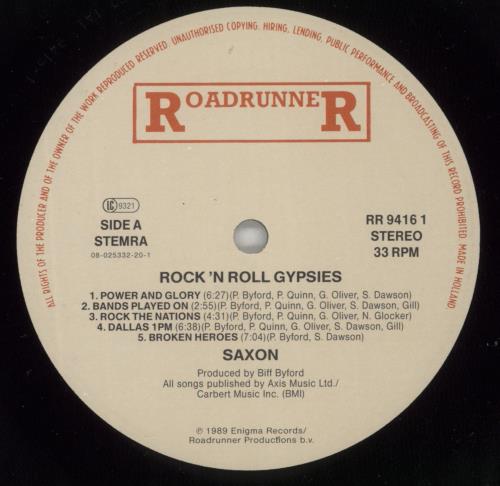 ALL RIGHTS OF THE PRODUCER AND OF THE OWNER OF THE WORK REPRODUCED RESERVED. UNAUTHORISED COPYING, HIRING, LENDING, PUBLIC PERFORMANCE AND BROADCASTING OF THIS RECORD PROHIBITED. MADE IN HOLLAND
ROADRUNNER
LC 9321
SIDE A
STEMRA
08-025332-20-1
RR 9416 1
STEREO
33 RPM
ROCK 'N ROLL GYPSIES
1. POWER AND GLORY (6:27)(P. Byford, P. Quinn, G. Oliver, S. Dawson)
2. BANDS PLAYED ON (2:55)(P. Byford, P. Quinn, G. Oliver, S. Dawson, Gill)
3. ROCK THE NATIONS (4:31)(P. Byford, P. Quinn, G. Oliver, N. Glocker)
4. DALLAS 1PM (6:38)(P. Byford, P. Quinn, G. Oliver, S. Dawson, Gill)
5. BROKEN HEROES (7:04)(P. Byford, S. Dawson)
SAXON
Produced by Biff Byford
All songs published by Axis Music Ltd./
Carbert Music Inc. (BMI)
℗ 1989 Enigma Records/
Roadrunner Productions b.v.